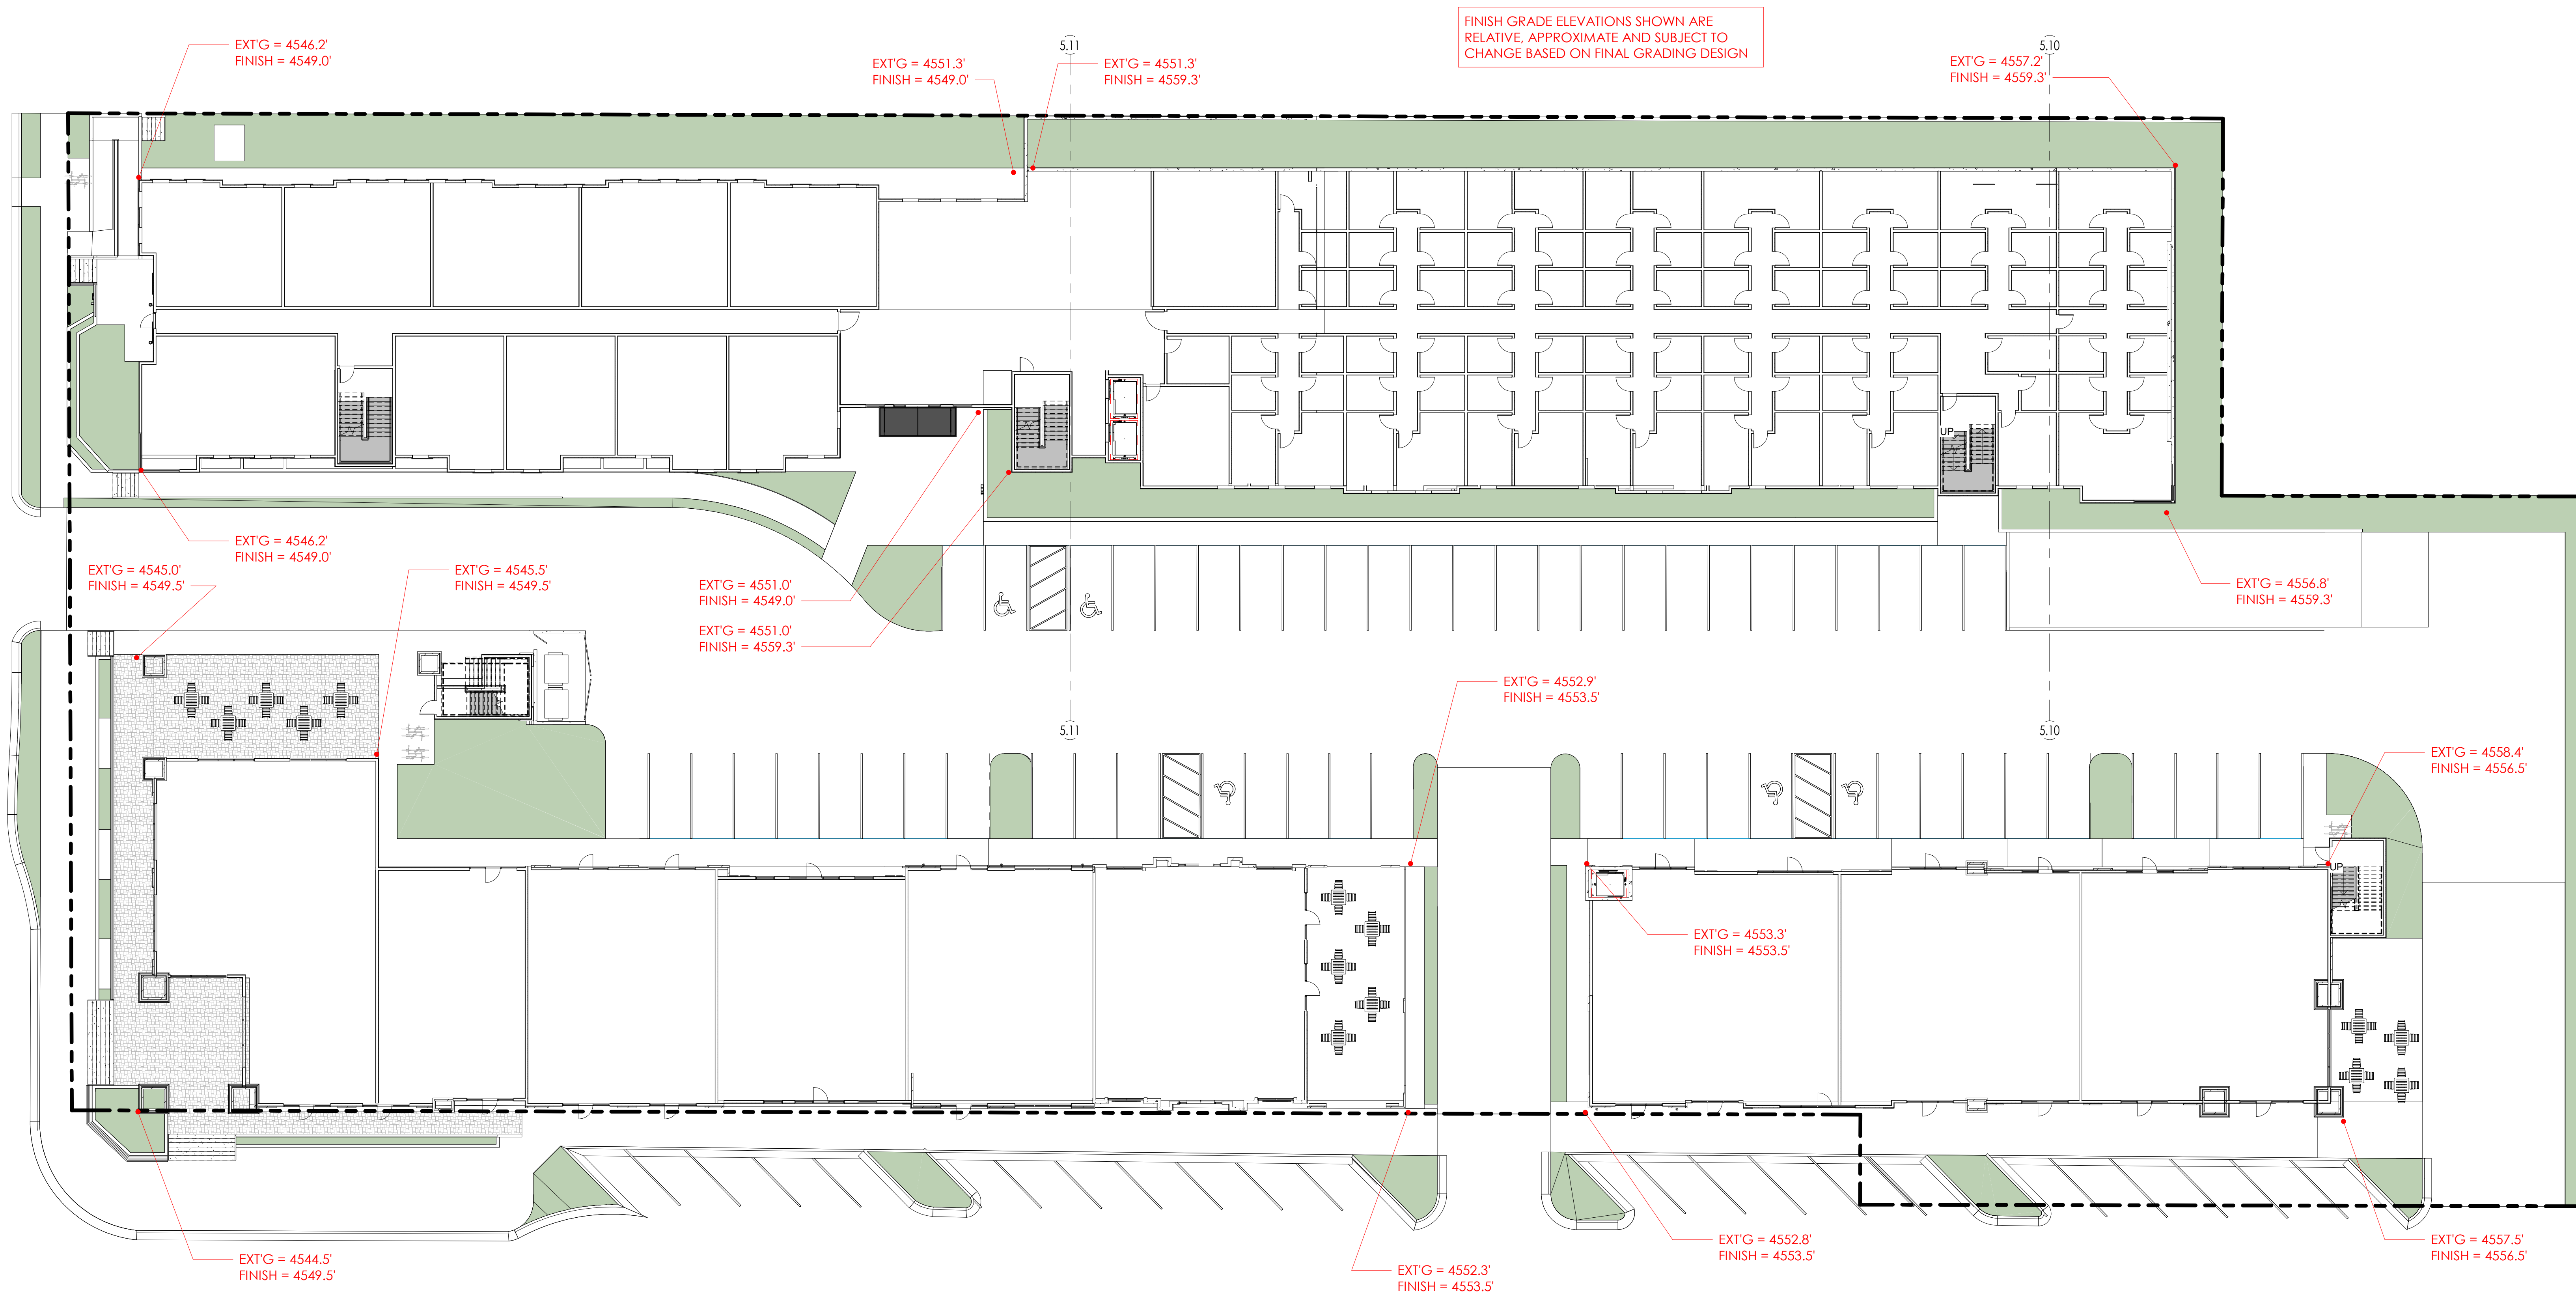 FINISH GRADE ELEVATIONS SHOWN ARE
RELATIVE, APPROXIMATE AND SUBJECT TO
CHANGE BASED ON FINAL GRADING DESIGN
EXT'G = 4546.2'
FINISH = 4549.0'
EXT'G = 4551.3'
FINISH = 4549.0'
5.11
EXT'G = 4551.3'
FINISH = 4559.3'
5.10
EXT'G = 4557.2'
FINISH = 4559.3'
UP
EXT'G = 4546.2'
FINISH = 4549.0'
EXT'G = 4545.0'
FINISH = 4549.5'
EXT'G = 4545.5'
FINISH = 4549.5'
EXT'G = 4551.0'
FINISH = 4549.0'
EXT'G = 4551.0'
FINISH = 4559.3'
EXT'G = 4556.8'
FINISH = 4559.3'
EXT'G = 4552.9'
FINISH = 4553.5'
5.11
5.10
EXT'G = 4558.4'
FINISH = 4556.5'
UP
EXT'G = 4553.3'
FINISH = 4553.5'
EXT'G = 4544.5'
FINISH = 4549.5'
EXT'G = 4552.3'
FINISH = 4553.5'
EXT'G = 4552.8'
FINISH = 4553.5'
EXT'G = 4557.5'
FINISH = 4556.5'